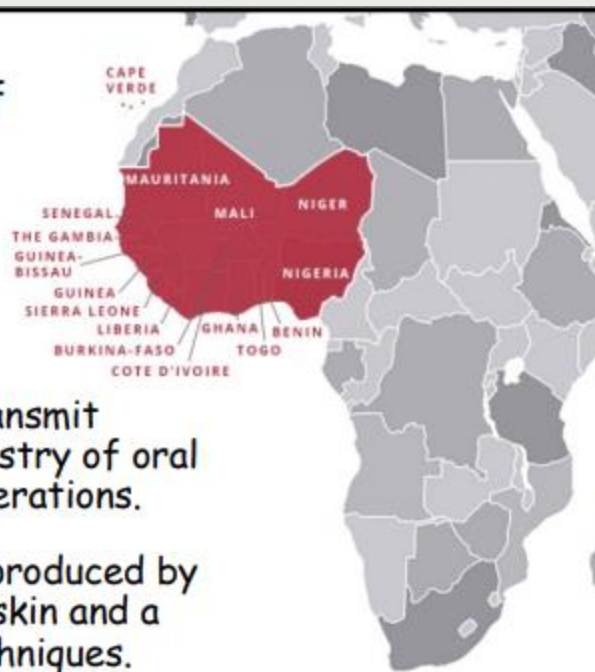 f
CAPE
VERDE
MAURITANIA
MALI
NIGER
SENEGAL
THE GAMBIA
GUINEA-
BISSAU
NIGERIA
GUINEA
SIERRA LEONE
LIBERIA
GHANA
BENIN
BURKINA-FASO
TOGO
COTE D'IVOIRE
ansmit
stry of oral
erations.
produced by
skin and a
hniques.